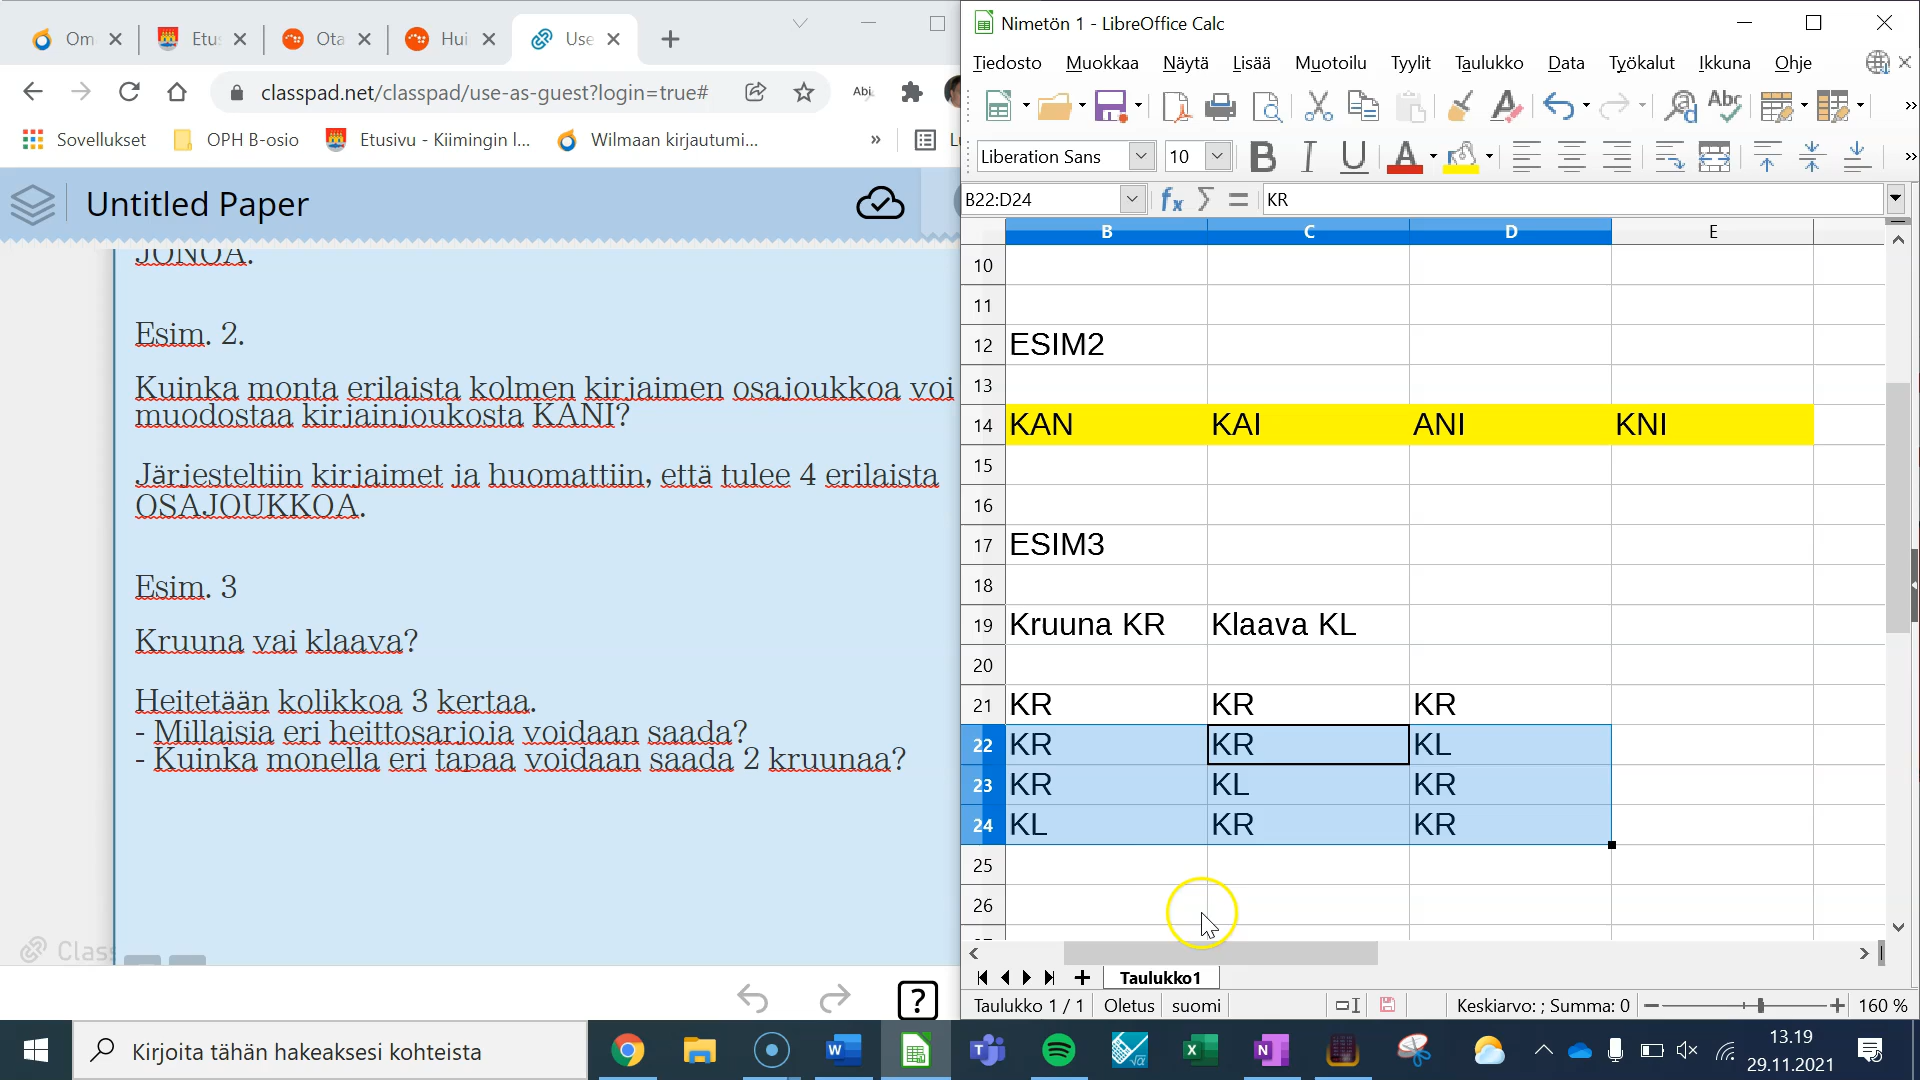 Om
Etu
Ota
Hui
Use
classpad.net/classpad/use-as-guest?login=true#
Abi
Sovellukset
OPH B-osio
Etusivu - Kiimingin l...
Wilmaan kirjautumi...
»
Untitled Paper
JONOA.
Esim. 2.
Kuinka monta erilaista kolmen kirjaimen osajoukkoa voi
muodostaa kirjainjoukosta KANI?
Järjesteltiin kirjaimet ja huomattiin, että tulee 4 erilaista
OSAJOUKKOA.
Esim. 3
Kruuna vai klaava?
Heitetään kolikkoa 3 kertaa.
- Millaisia eri heittosarjoja voidaan saada?
- Kuinka monella eri tapaa voidaan saada 2 kruunaa?
Class
?
Nimetön 1 - LibreOffice Calc
Tiedosto Muokkaa Näytä Lisää Muotoilu Tyylit Taulukko Data Työkalut Ikkuna Ohje
Abc
Liberation Sans 10 B I U A
B22:D24 fx Σ = KR
B C D E
10
11
12 ESIM2
13
14 KAN KAI ANI KNI
15
16
17 ESIM3
18
19 Kruuna KR Klaava KL
20
21 KR KR KR
22 KR KR KL
23 KR KL KR
24 KL KR KR
25
26
Taulukko1
Taulukko 1 / 1 Oletus suomi Keskiarvo: ; Summa: 0 160 %
Kirjoita tähän hakeaksesi kohteista
13.19
29.11.2021